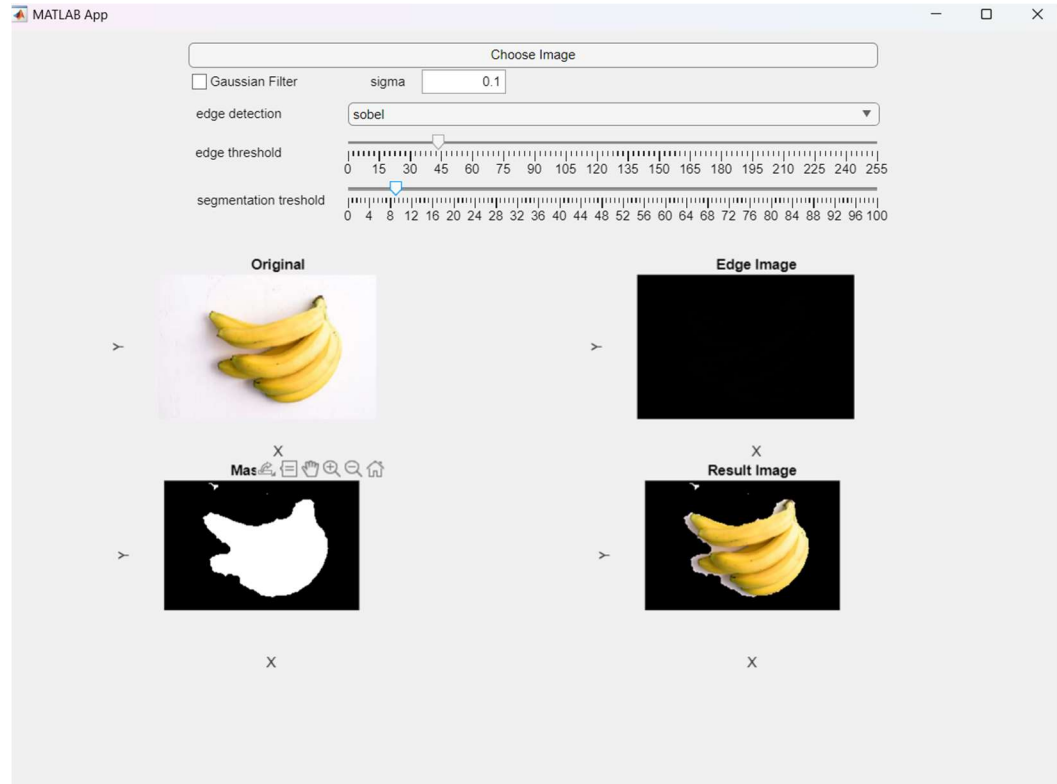 MATLAB App
Choose Image
Gaussian Filter sigma 0.1
edge detection sobel
edge threshold
0 15 30 45 60 75 90 105 120 135 150 165 180 195 210 225 240 255
segmentation treshold
0 4 8 12 16 20 24 28 32 36 40 44 48 52 56 60 64 68 72 76 80 84 88 92 96 100
Original Edge Image
Y Y
X X
Mas Result Image
Y Y
X X